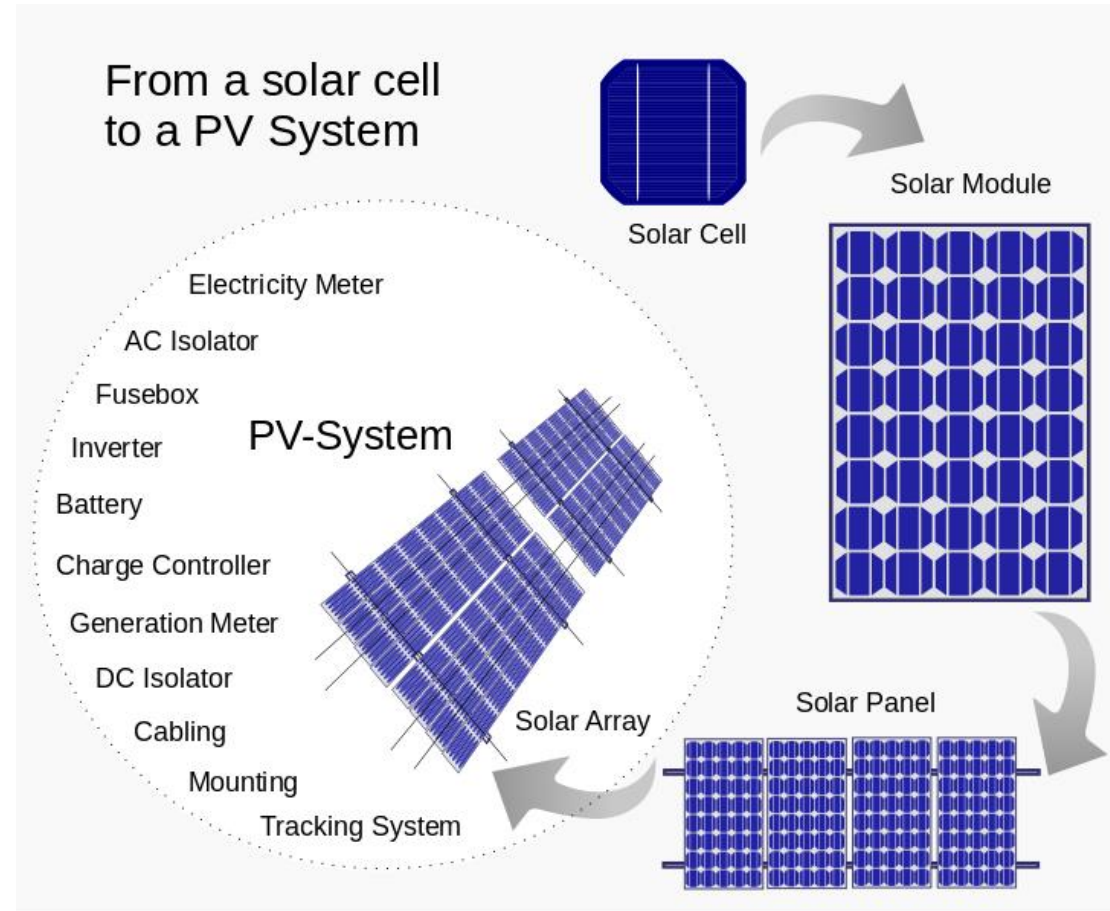 From a solar cell
to a PV System
Solar Cell
Solar Module
Solar Panel
Solar Array
PV-System
Electricity Meter
AC Isolator
Fusebox
Inverter
Battery
Charge Controller
Generation Meter
DC Isolator
Cabling
Mounting
Tracking System